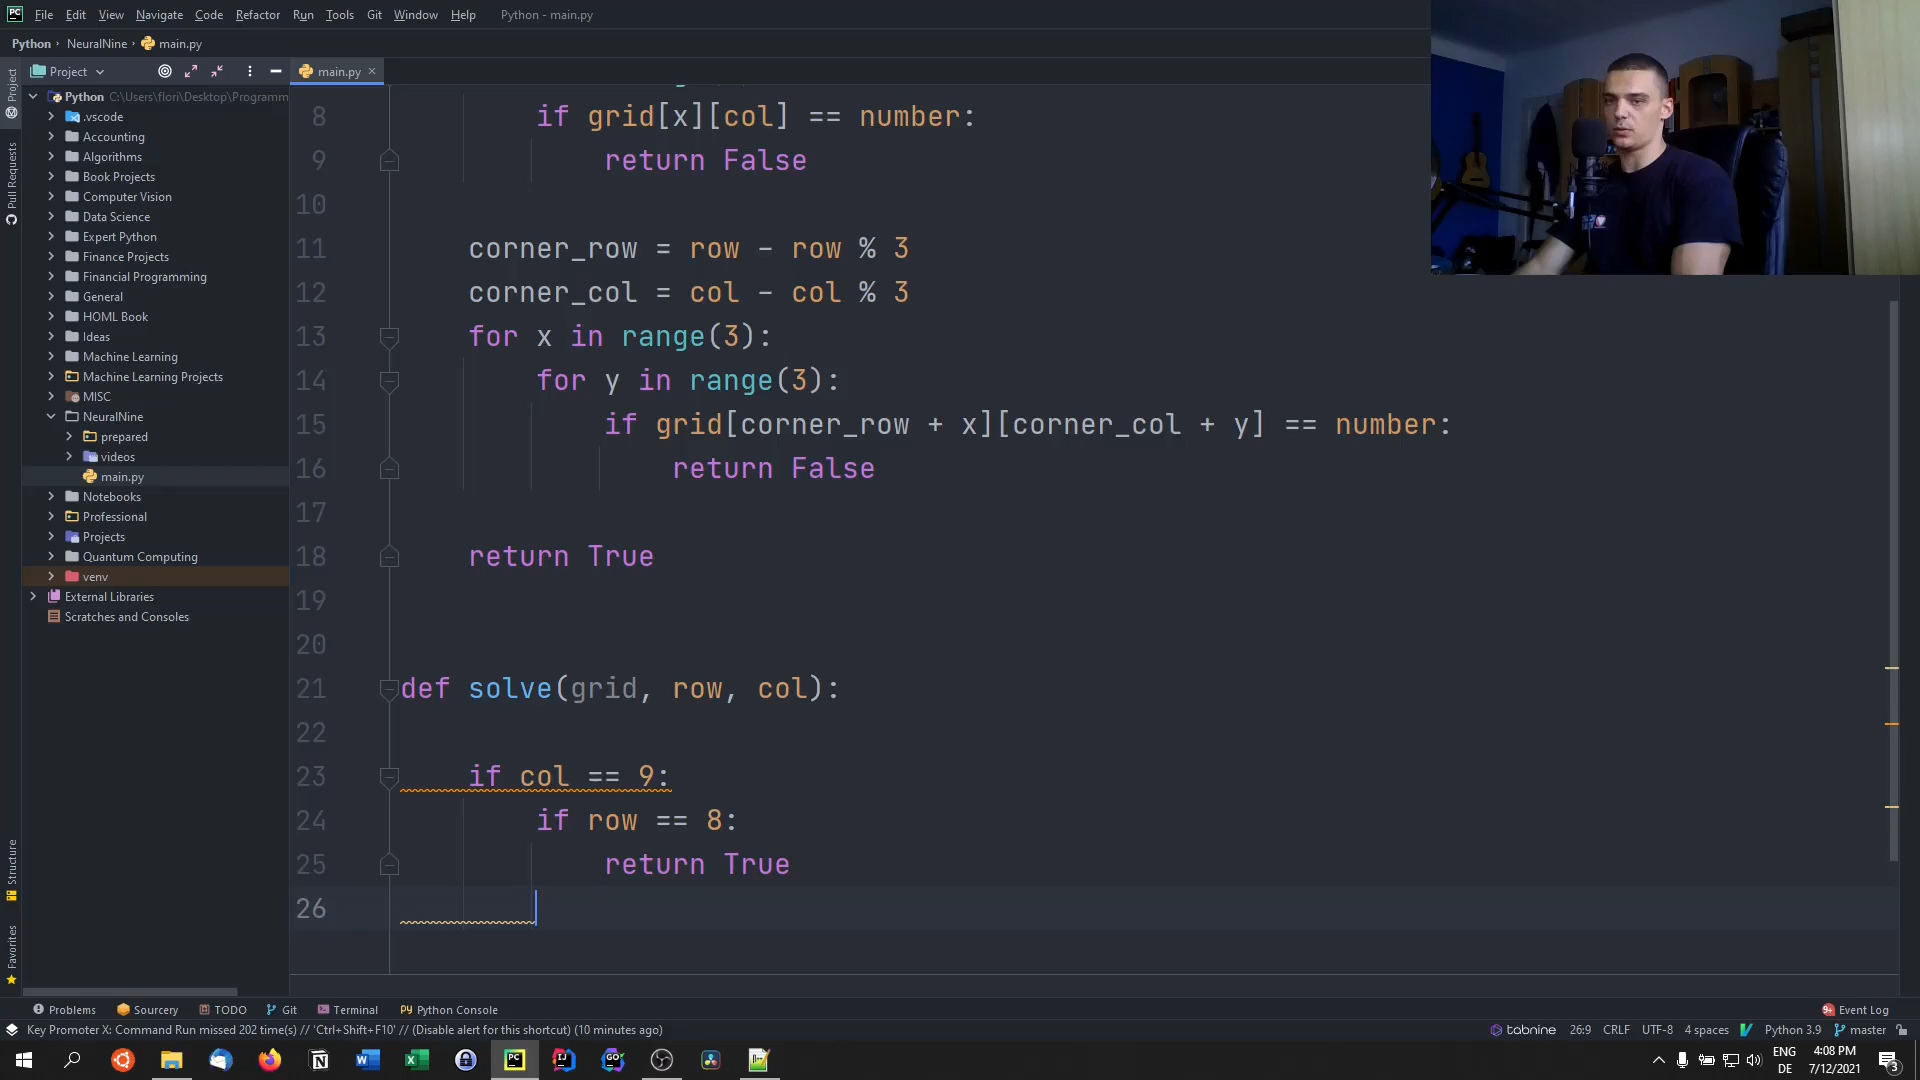 PC File Edit View Navigate Code Refactor Run Tools Git Window Help Python - main.py
Python › NeuralNine › main.py
Project
main.py ×
Python C:\Users\flori\Desktop\Programm
.vscode
Accounting
Algorithms
Book Projects
Computer Vision
Data Science
Expert Python
Finance Projects
Financial Programming
General
HOML Book
Ideas
Machine Learning
Machine Learning Projects
MISC
NeuralNine
prepared
videos
main.py
Notebooks
Professional
Projects
Quantum Computing
venv
External Libraries
Scratches and Consoles
Project
Pull Requests
Structure
Favorites
8 if grid[x][col] == number:
9 return False
10
11 corner_row = row - row % 3
12 corner_col = col - col % 3
13 for x in range(3):
14 for y in range(3):
15 if grid[corner_row + x][corner_col + y] == number:
16 return False
17
18 return True
19
20
21 def solve(grid, row, col):
22
23 if col == 9:
24 if row == 8:
25 return True
26
Problems Sourcery TODO Git Terminal Python Console 9+ Event Log
Key Promoter X: Command Run missed 202 time(s) // 'Ctrl+Shift+F10' // (Disable alert for this shortcut) (10 minutes ago) tabnine 26:9 CRLF UTF-8 4 spaces Python 3.9 master
ENG 4:08 PM
DE 7/12/2021 3